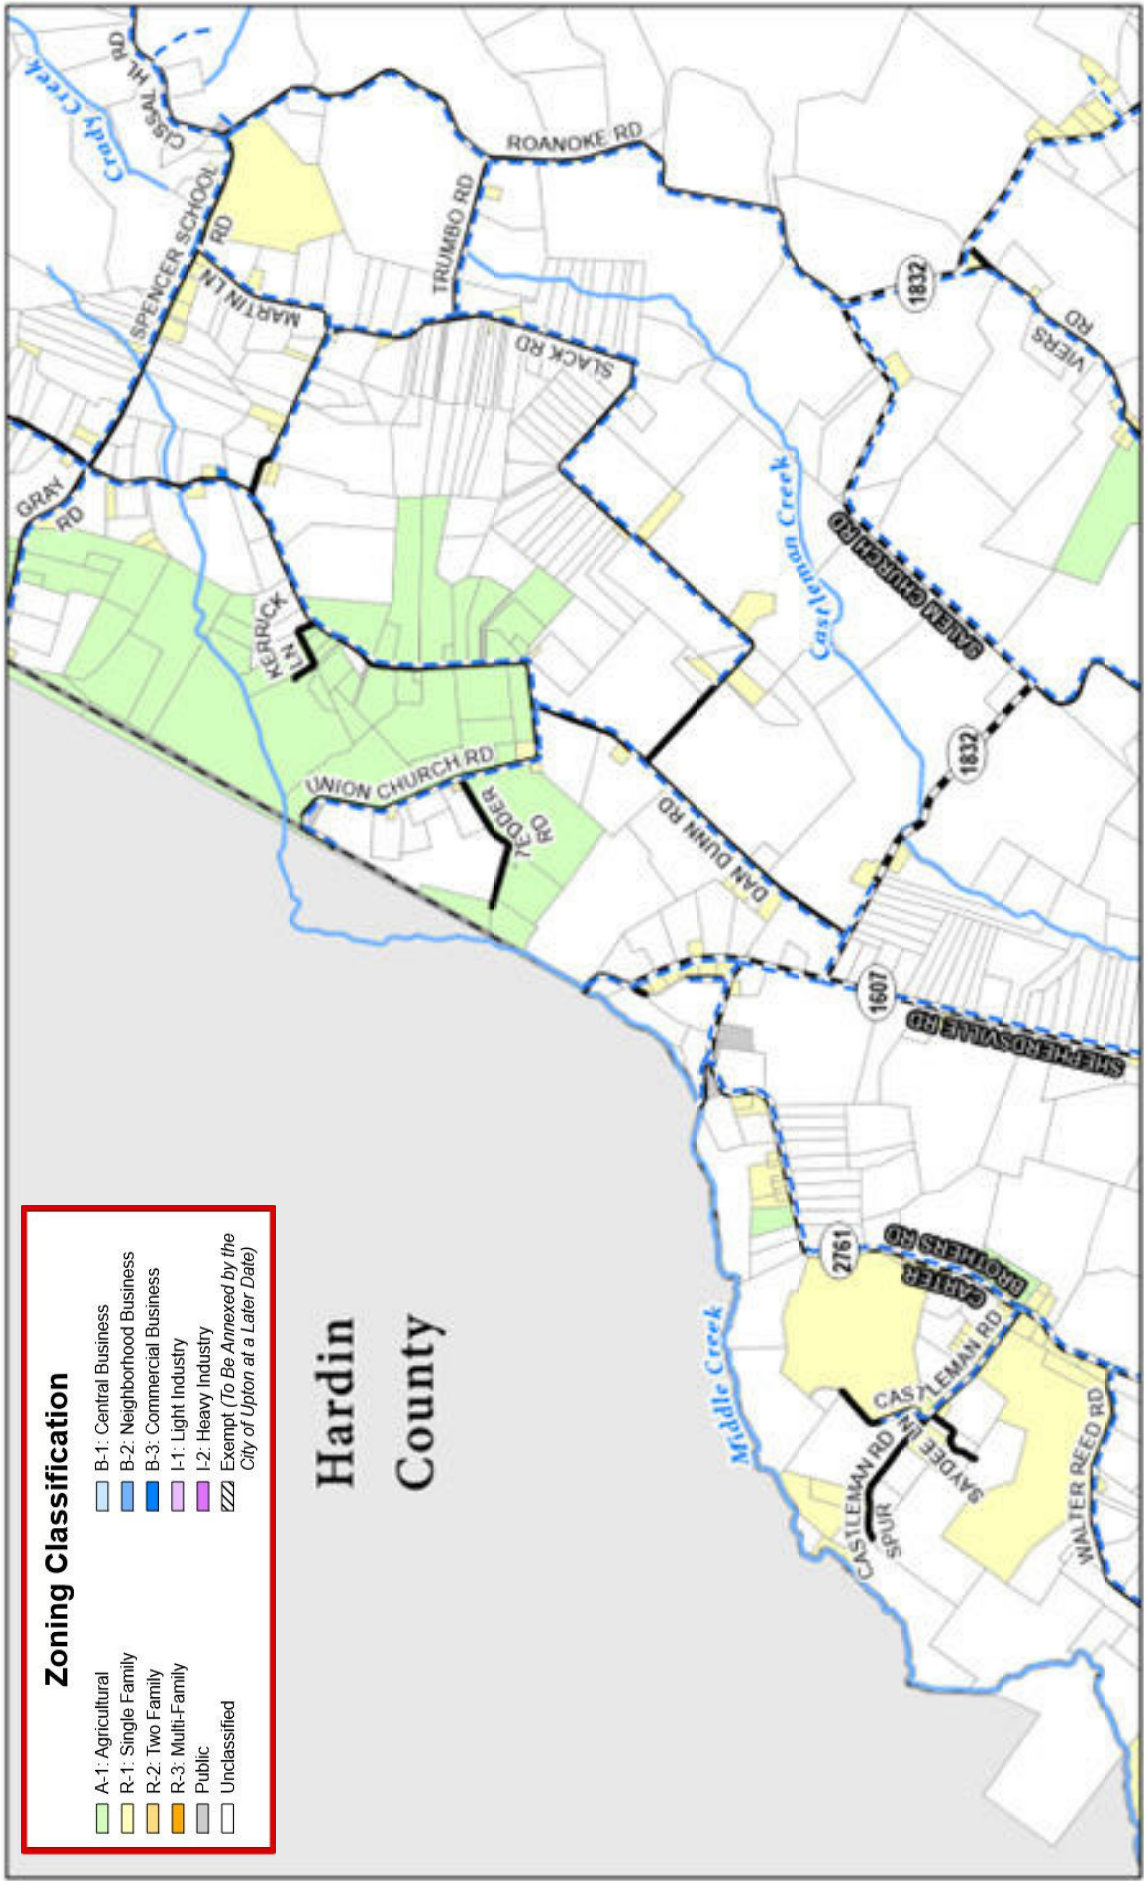 Zoning Classification
A-1: Agricultural
R-1: Single Family
R-2: Two Family
R-3: Multi-Family
Public
Unclassified
B-1: Central Business
B-2: Neighborhood Business
B-3: Commercial Business
I-1: Light Industry
I-2: Heavy Industry
Exempt (To Be Annexed by the
City of Upton at a Later Date)
Hardin
County
Crady Creek
CISSAL HL RD
SPENCER SCHOOL
RD
MARTIN LN
TRUMBO RD
ROANOKE RD
SLACK RD
GRAY
RD
KERRICK
LN
UNION CHURCH RD
RD
DAN DUNN RD
Castleman Creek
SALEM CHURCH RD
1832
VIERS
RD
1832
1607
SHEPHERDSVILLE RD
2761
CARTER
BROTHERS RD
Middle Creek
CASTLEMAN RD
CASTLEMAN RD
SPUR
SAYDEE LN
WALTER REED RD